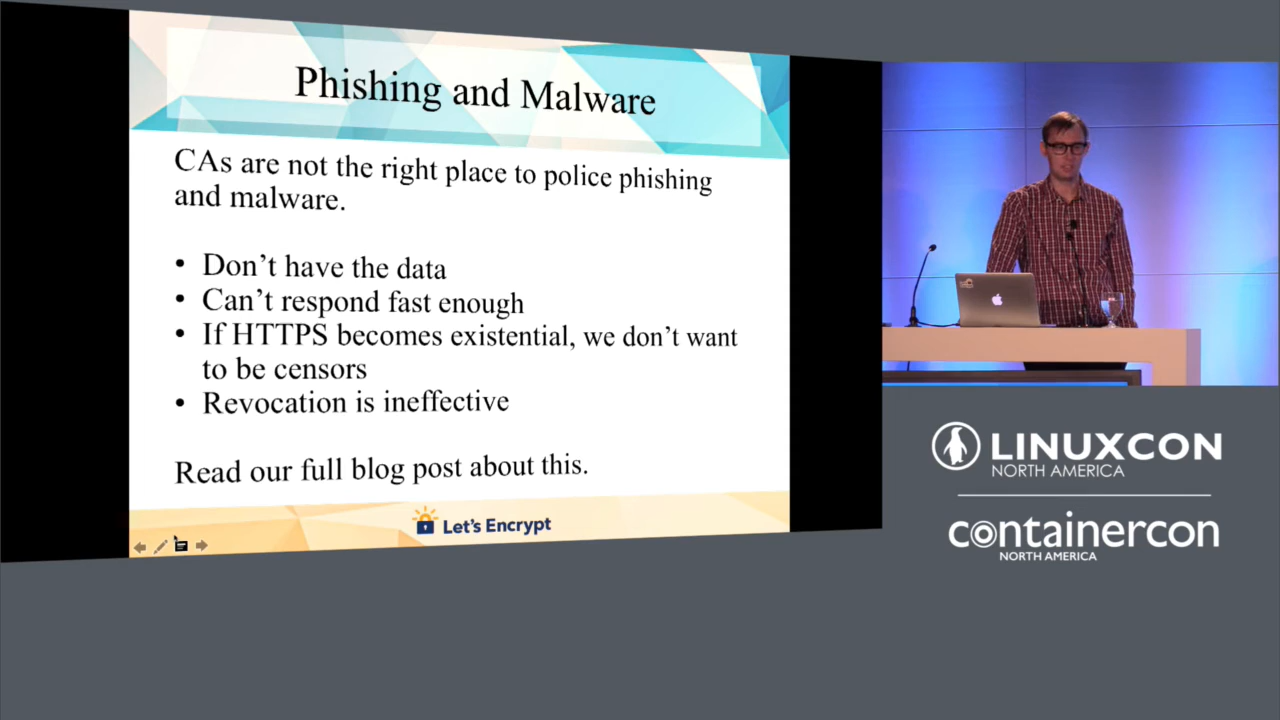 Phishing and Malware
CAs are not the right place to police phishing
and malware.
• Don’t have the data
• Can’t respond fast enough
• If HTTPS becomes existential, we don’t want
to be censors
• Revocation is ineffective
Read our full blog post about this.
Let’s Encrypt
LINUXCON
NORTH AMERICA
containercon
NORTH AMERICA